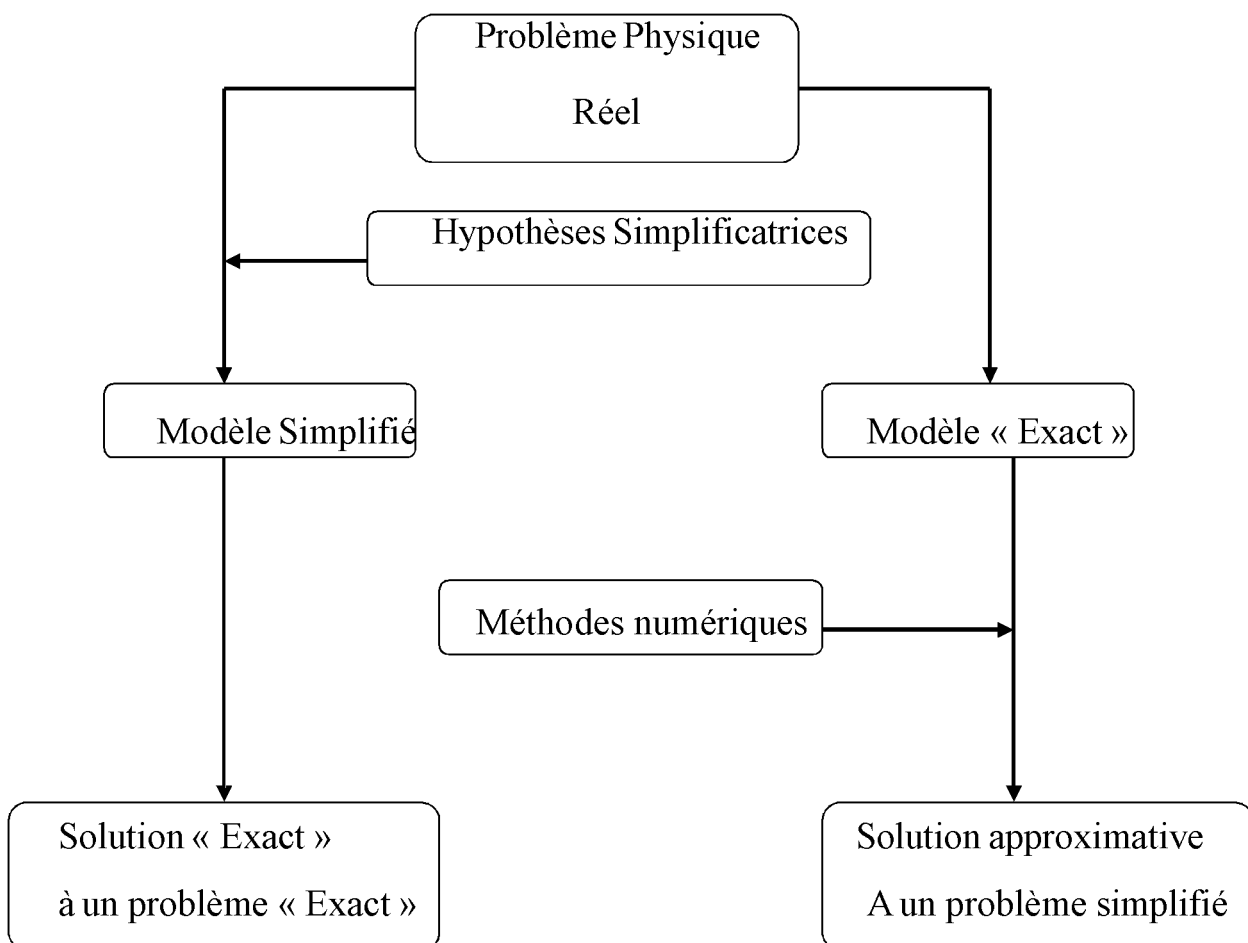 Problème Physique
Réel
Hypothèses Simplificatrices
Modèle Simplifié
Modèle « Exact »
Méthodes numériques
Solution « Exact »
à un problème « Exact »
Solution approximative
A un problème simplifié